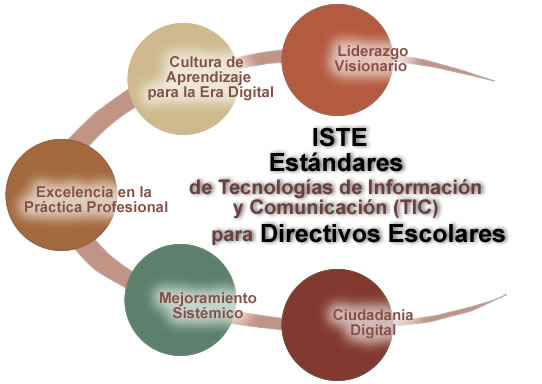 Liderazgo
Visionario
Cultura de
Aprendizaje
para la Era Digital
ISTE
Estándares
de Tecnologías de Información
y Comunicación (TIC)
para Directivos Escolares
Excelencia en la
Práctica Profesional
Mejoramiento
Sistémico
Ciudadania
Digital